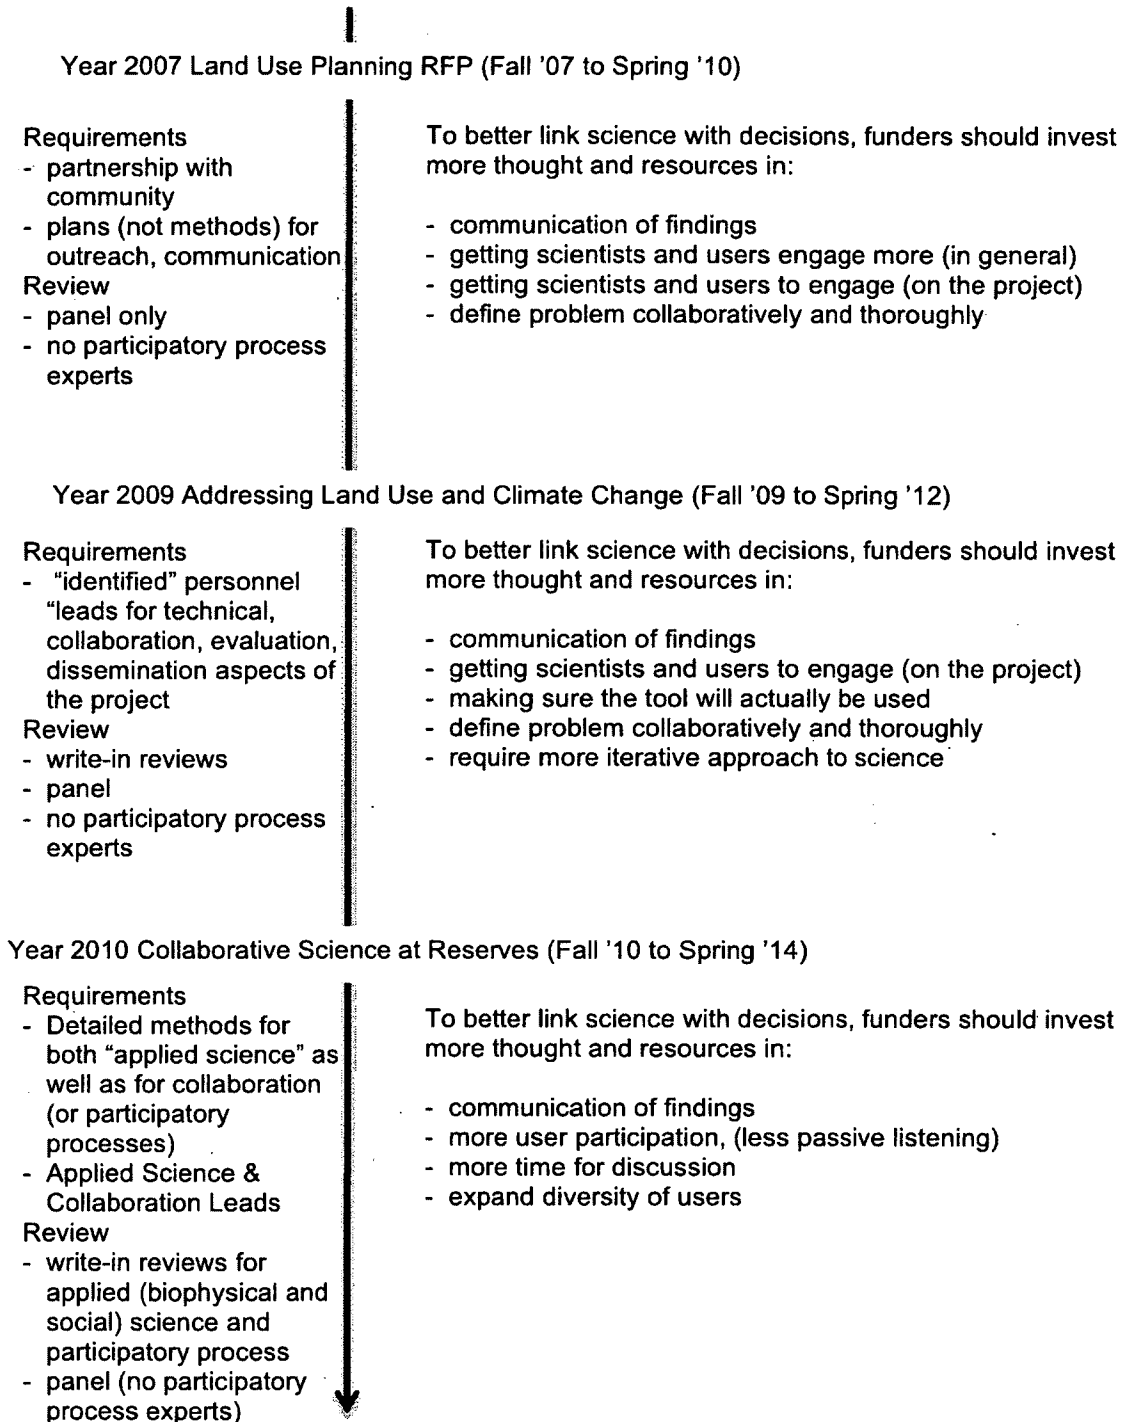 Year 2007 Land Use Planning RFP (Fall '07 to Spring '10)
Requirements
- partnership with
community
- plans (not methods) for
outreach, communication
Review
- panel only
- no participatory process
experts
To better link science with decisions, funders should invest
more thought and resources in:
- communication of findings
- getting scientists and users engage more (in general)
- getting scientists and users to engage (on the project)
- define problem collaboratively and thoroughly
Year 2009 Addressing Land Use and Climate Change (Fall '09 to Spring '12)
Requirements
- “identified” personnel
“leads for technical,
collaboration, evaluation,
dissemination aspects of
the project
Review
- write-in reviews
- panel
- no participatory process
experts
To better link science with decisions, funders should invest
more thought and resources in:
- communication of findings
- getting scientists and users to engage (on the project)
- making sure the tool will actually be used
- define problem collaboratively and thoroughly
- require more iterative approach to science
Year 2010 Collaborative Science at Reserves (Fall '10 to Spring '14)
Requirements
- Detailed methods for
both “applied science” as
well as for collaboration
(or participatory
processes)
- Applied Science &
Collaboration Leads
Review
- write-in reviews for
applied (biophysical and
social) science and
participatory process
- panel (no participatory
process experts)
To better link science with decisions, funders should invest
more thought and resources in:
- communication of findings
- more user participation, (less passive listening)
- more time for discussion
- expand diversity of users